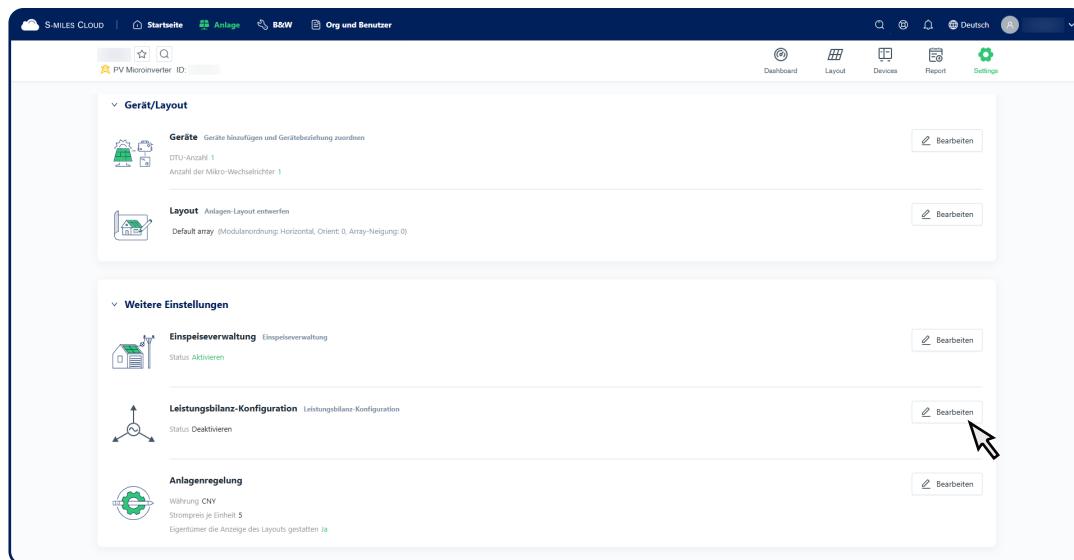 S-MILES CLOUD Startseite Anlage B&W Org und Benutzer Deutsch
PV Microinverter ID:
Dashboard Layout Devices Report Settings
Gerät/Layout
Geräte Geräte hinzufügen und Gerätebeziehung zuordnen
Bearbeiten
DTU-Anzahl 1
Anzahl der Mikro-Wechselrichter 1
Layout Anlagen-Layout entwerfen
Bearbeiten
Default array (Modulanordnung: Horizontal, Orient: 0, Array-Neigung: 0)
Weitere Einstellungen
Einspeiseverwaltung Einspeiseverwaltung
Bearbeiten
Status Aktivieren
Leistungsbilanz-Konfiguration Leistungsbilanz-Konfiguration
Bearbeiten
Status Deaktivieren
Anlagenregelung
Bearbeiten
Währung CNY
Strompreis je Einheit 5
Eigentümer die Anzeige des Layouts gestatten Ja